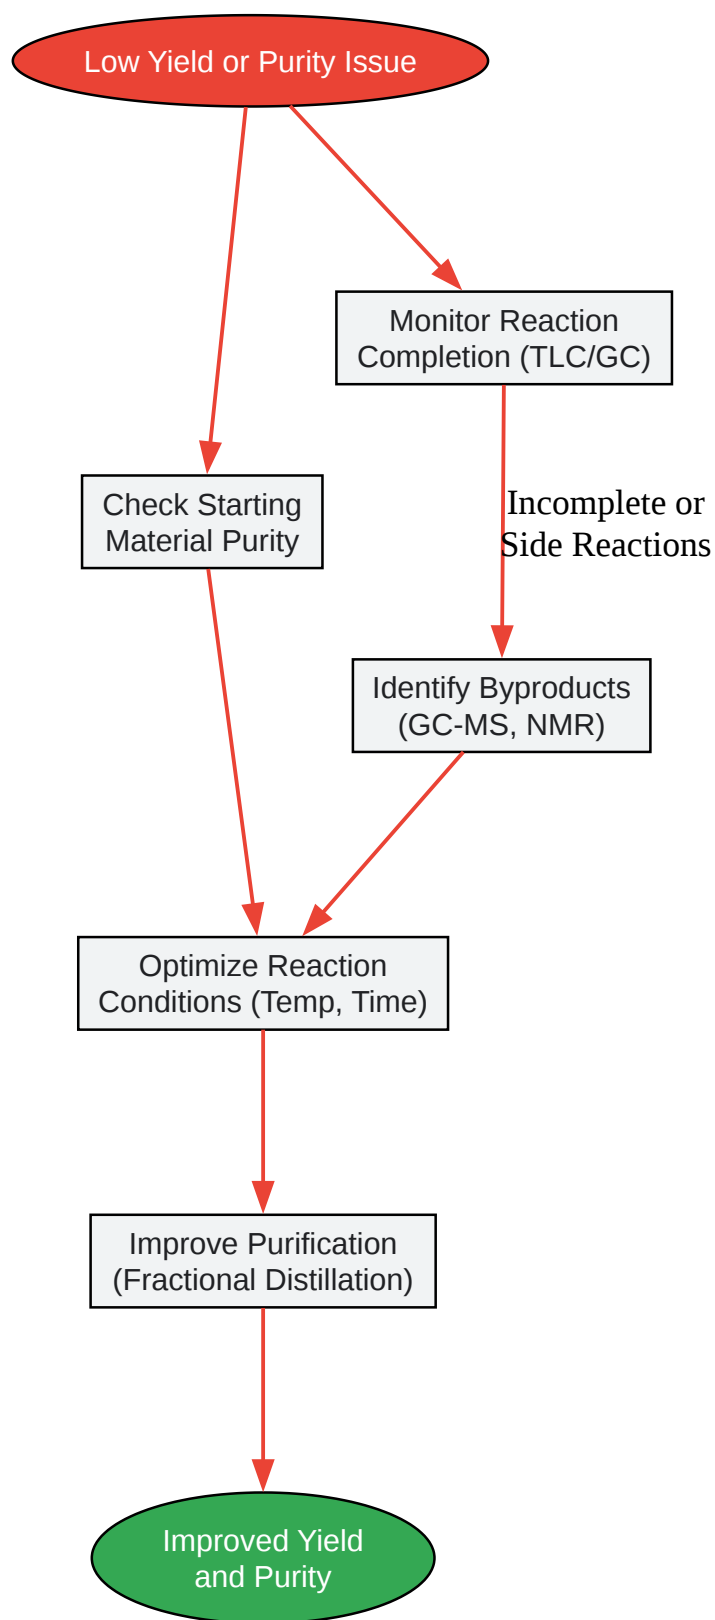 Low Yield or Purity Issue
Monitor Reaction
Completion (TLC/GC)
Check Starting
Material Purity
Incomplete or
Side Reactions
Identify Byproducts
(GC-MS, NMR)
Optimize Reaction
Conditions (Temp, Time)
Improve Purification
(Fractional Distillation)
Improved Yield
and Purity